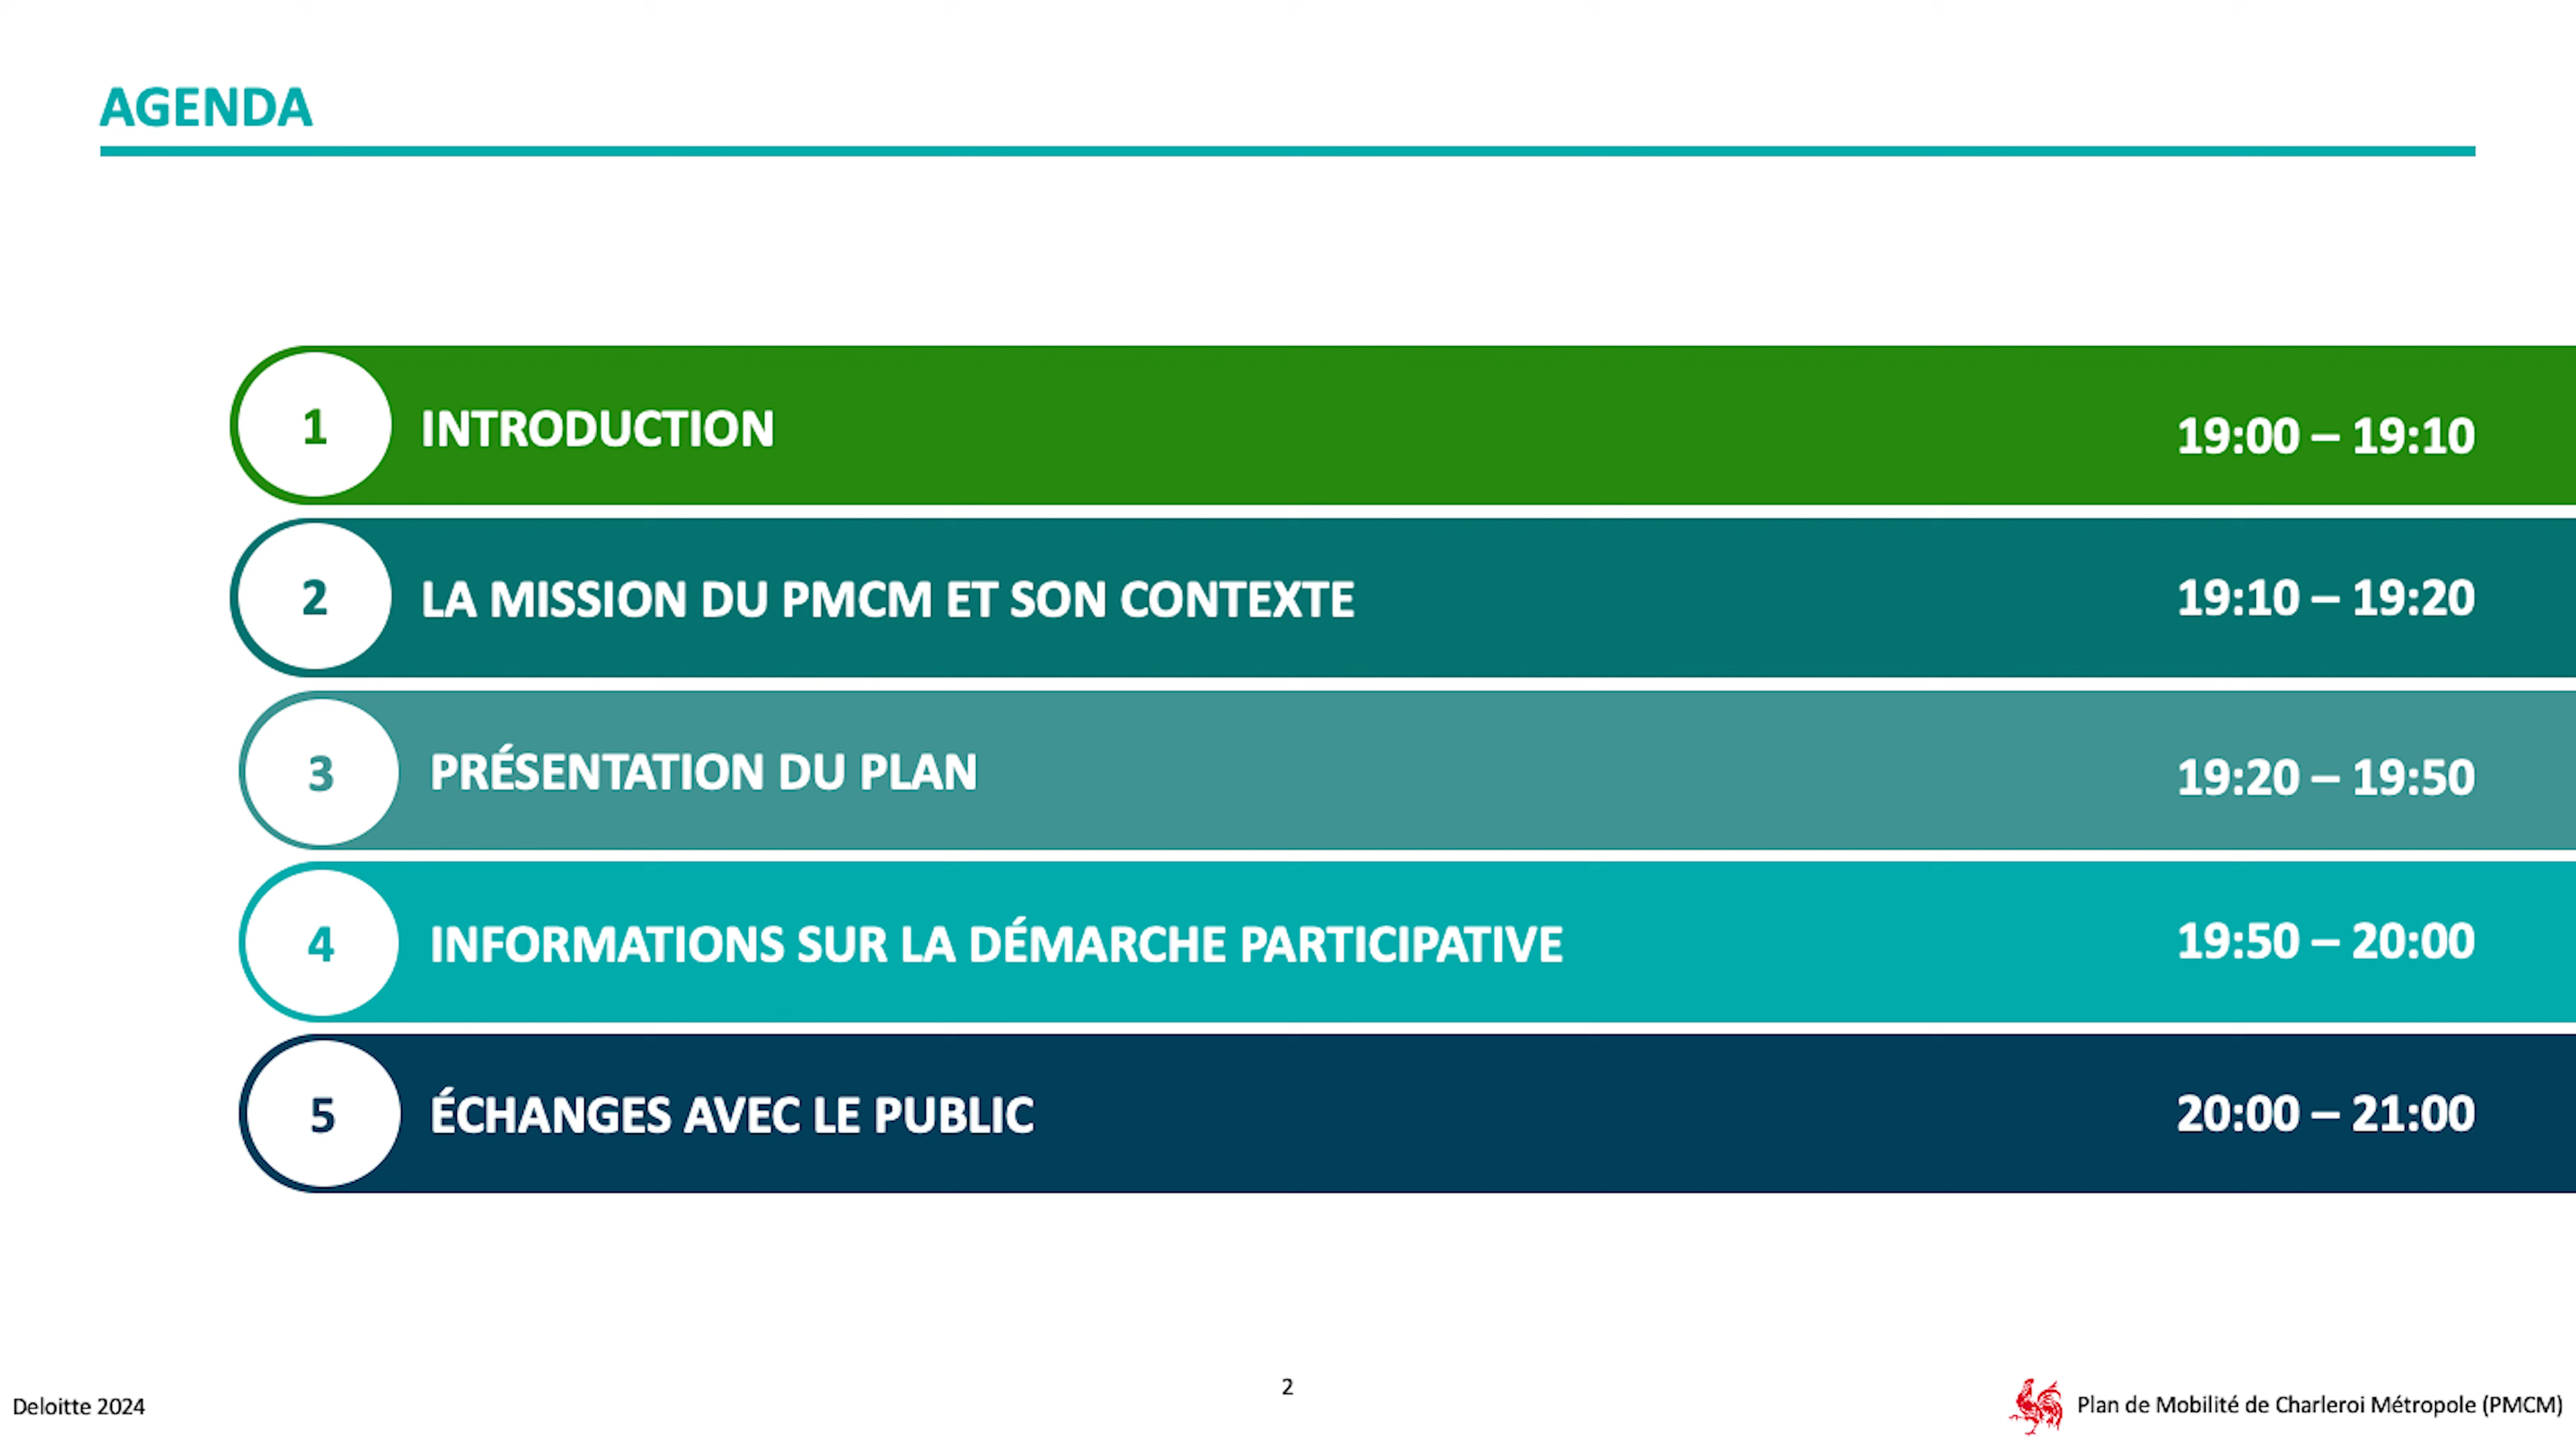 AGENDA
1 INTRODUCTION 19:00 – 19:10
2 LA MISSION DU PMCM ET SON CONTEXTE 19:10 – 19:20
3 PRÉSENTATION DU PLAN 19:20 – 19:50
4 INFORMATIONS SUR LA DÉMARCHE PARTICIPATIVE 19:50 – 20:00
5 ÉCHANGES AVEC LE PUBLIC 20:00 – 21:00
2
Deloitte 2024
Plan de Mobilité de Charleroi Métropole (PMCM)